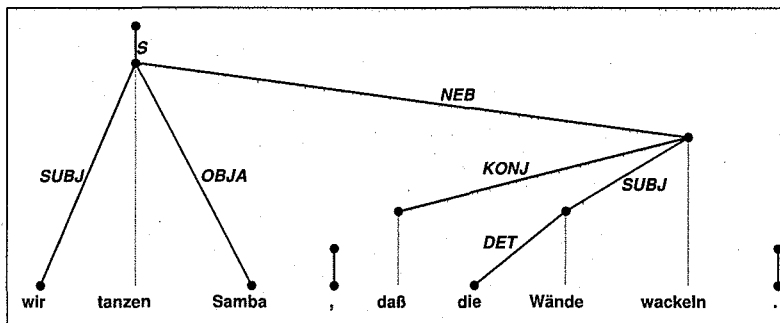 S
NEB
SUBJ OBJA KONJ SUBJ
DET
wir tanzen Samba , daß die Wände wackeln .